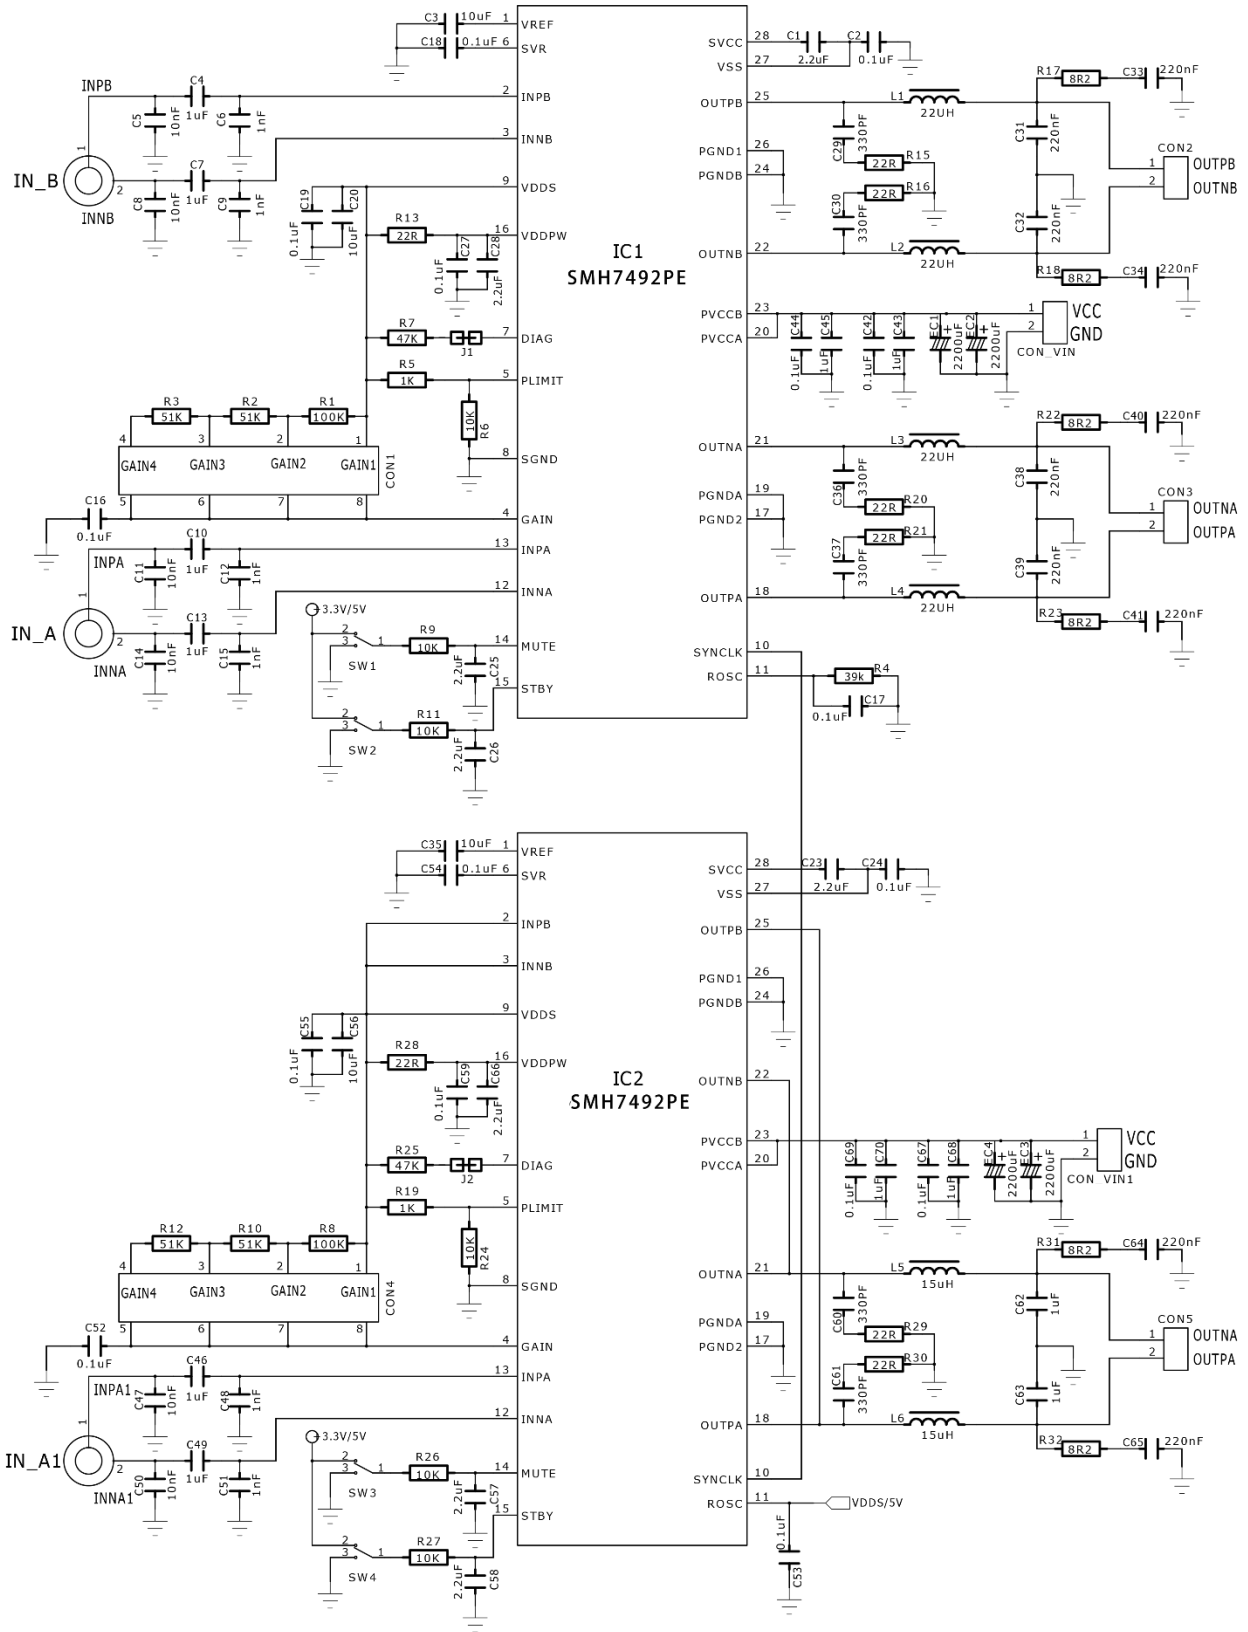 C3 10uF 1 VREF
C18 0.1uF 6 SVR
28 SVCC C1 C2
27 VSS 2.2uF 0.1uF
INPB C4 2 INPB
1uF
C5 10nF C6 1nF
1
3 INNB
IN_B C7
2 1uF
INNB C8 10nF C9 1nF
9 VDDS
C19 0.1uF C20 10uF
R13 22R 16 VDDPW
C27 0.1uF C28 2.2uF
IC1
SMH7492PE
R7 47K J1 7 DIAG
R5 1K 5 PLIMIT
10K R6
R3 51K R2 51K R1 100K
4 3 2 1
GAIN4 GAIN3 GAIN2 GAIN1 CON1
5 6 7 8
8 SGND
C16 0.1uF 4 GAIN
INPA C10 1uF 13 INPA
C11 10nF C12 1nF
1
12 INNA
IN_A 2 C13 1uF
INNA C14 10nF C15 1nF
+3.3V/5V
2 3 1 R9 10K 14 MUTE
SW1 2.2uF C25
15 STBY
2 3 1 R11 10K
SW2 2.2uF C26
OUTPB 25 L1 22UH
R17 8R2 C33 220nF
C29 330PF R15 22R
C31 220nF
PGND1 26
PGNDB 24
CON2
1 OUTPB
2 OUTNB
C30 330PF 22R R16
C32 220nF
OUTNB 22 L2 22UH
R18 8R2 C34 220nF
PVCCB 23
PVCCA 20
C44 0.1uF C45 1uF C42 0.1uF C43 1uF EC1 + 2200uF EC2 + 2200uF
1 VCC
2 GND
CON_VIN
OUTNA 21 L3 22UH
R22 8R2 C40 220nF
C36 330PF R20 22R
C38 220nF
PGNDA 19
PGND2 17
CON3
1 OUTNA
2 OUTPA
C37 330PF 22R R21
C39 220nF
OUTPA 18 L4 22UH
R23 8R2 C41 220nF
SYNCLK 10
ROSC 11 39k R4
0.1uF C17
C35 10uF 1 VREF
C54 0.1uF 6 SVR
28 SVCC C23 C24
27 VSS 2.2uF 0.1uF
2 INPB
3 INNB
9 VDDS
C55 0.1uF C56 10uF
R28 22R 16 VDDPW
C59 0.1uF C66 2.2uF
IC2
SMH7492PE
R25 47K J2 7 DIAG
R19 1K 5 PLIMIT
10K R24
R12 51K R10 51K R8 100K
4 3 2 1
GAIN4 GAIN3 GAIN2 GAIN1 CON4
5 6 7 8
8 SGND
C52 0.1uF 4 GAIN
INPA1 C46 1uF 13 INPA
C47 10nF C48 1nF
1
12 INNA
IN_A1 2 C49 1uF
INNA1 C50 10nF C51 1nF
+3.3V/5V
2 3 1 R26 10K 14 MUTE
SW3 2.2uF C57
15 STBY
2 3 1 R27 10K
SW4 2.2uF C58
OUTPB 25
PGND1 26
PGNDB 24
OUTNB 22
PVCCB 23
PVCCA 20
C69 0.1uF C70 1uF C67 0.1uF C68 1uF EC4 + 2200uF EC3 + 2200uF
1 VCC
2 GND
CON_VIN1
OUTNA 21 L5 15uH
R31 8R2 C64 220nF
C60 330PF R29 22R
C62 1uF
PGNDA 19
PGND2 17
CON5
1 OUTNA
2 OUTPA
C61 330PF 22R R30
C63 1uF
OUTPA 18 L6 15uH
R32 8R2 C65 220nF
SYNCLK 10
ROSC 11 VDDS/5V
0.1uF C53